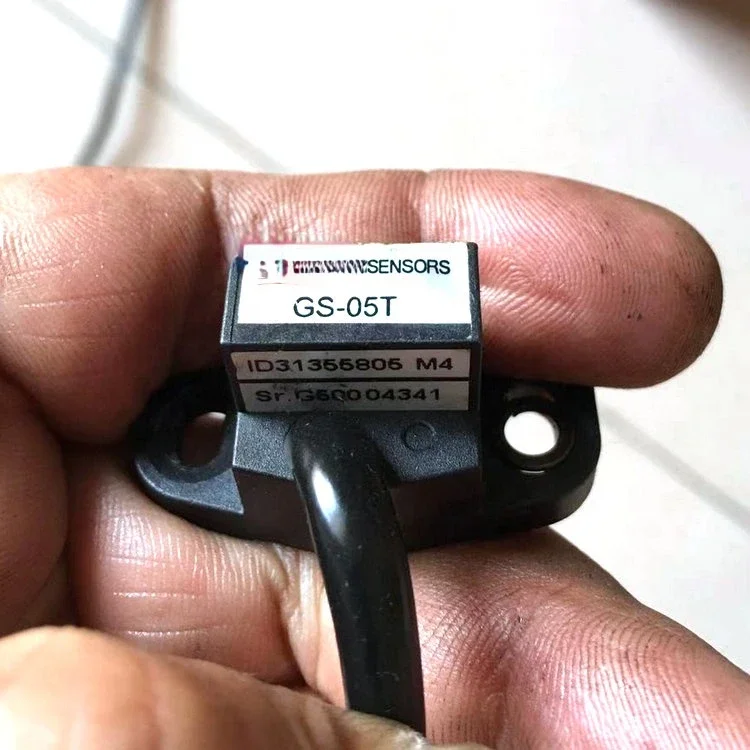 SENSORS
GS-05T
ID31355805 M4
Sr.G50004341